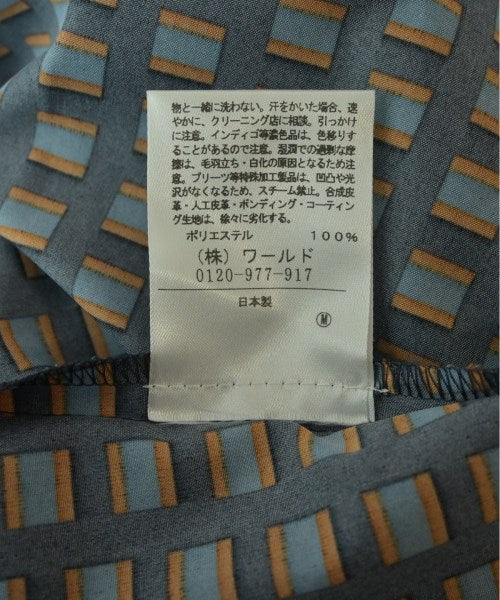 物と一緒に洗わない。汗をかいた場合、速
やかに、クリーニング店に相談。引っかけ
に注意。インディゴ等濃色品は、色移りす
ることがあるので注意。湿潤での過剰な摩
擦は、毛羽立ち・白化の原因となるため注
意。プリーツ等特殊加工製品は、凹凸や光
沢がなくなるため、スチーム禁止。合成皮
革・人工皮革・ボンディング・コーティン
グ生地は、徐々に劣化する。
ポリエステル 100%
(株) ワールド
0120-977-917
日本製
Ⓜ